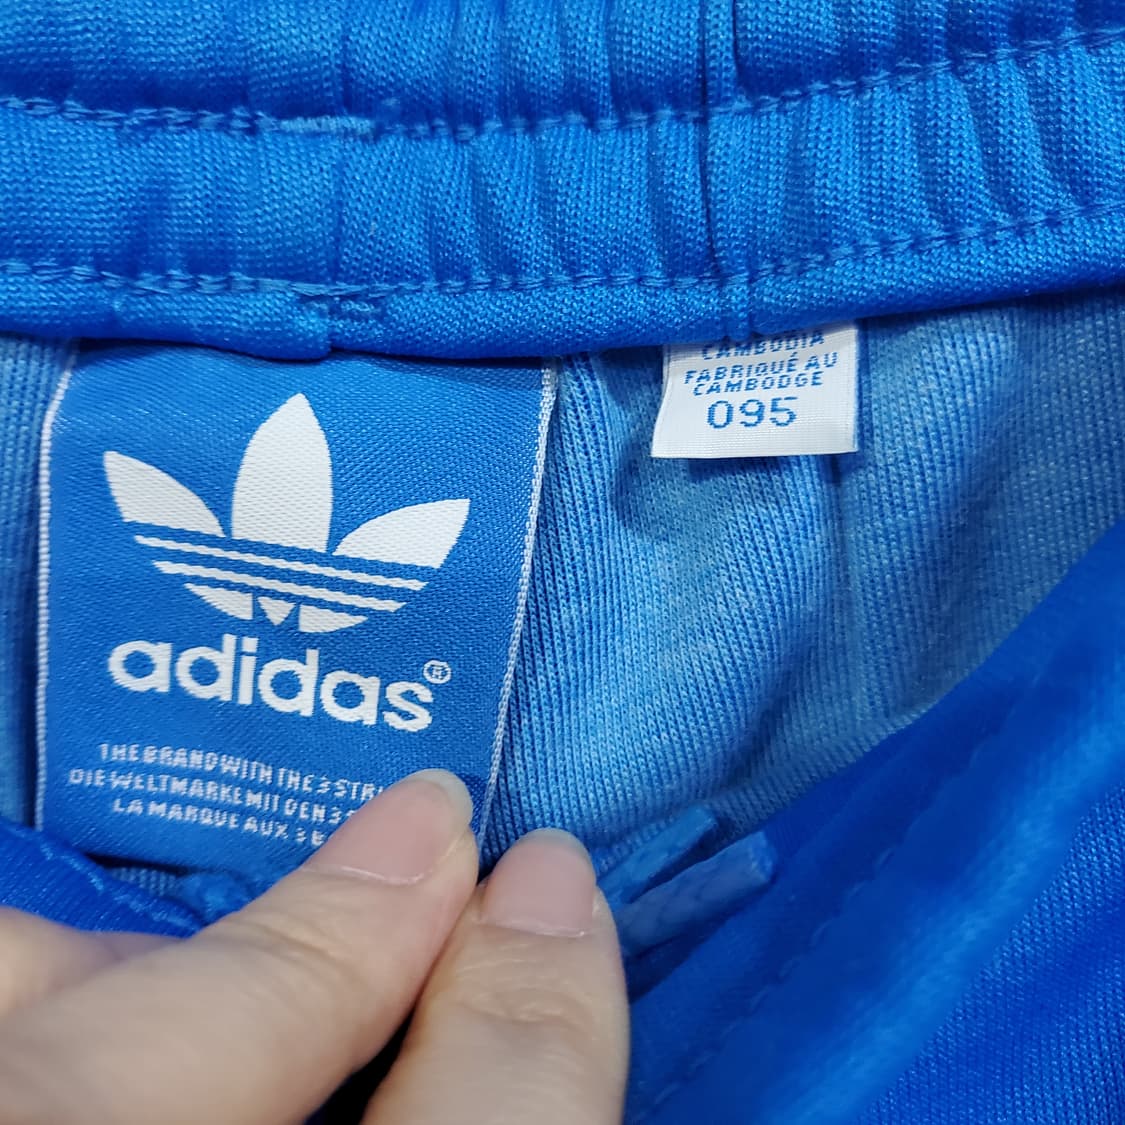 CAMBODIA
FABRIQUÉ AU
CAMBODGE
095
adidas®
THE BRAND WITH THE 3
DIE WELTMARKE MIT DEN 3
LA MARQUE AUX 3